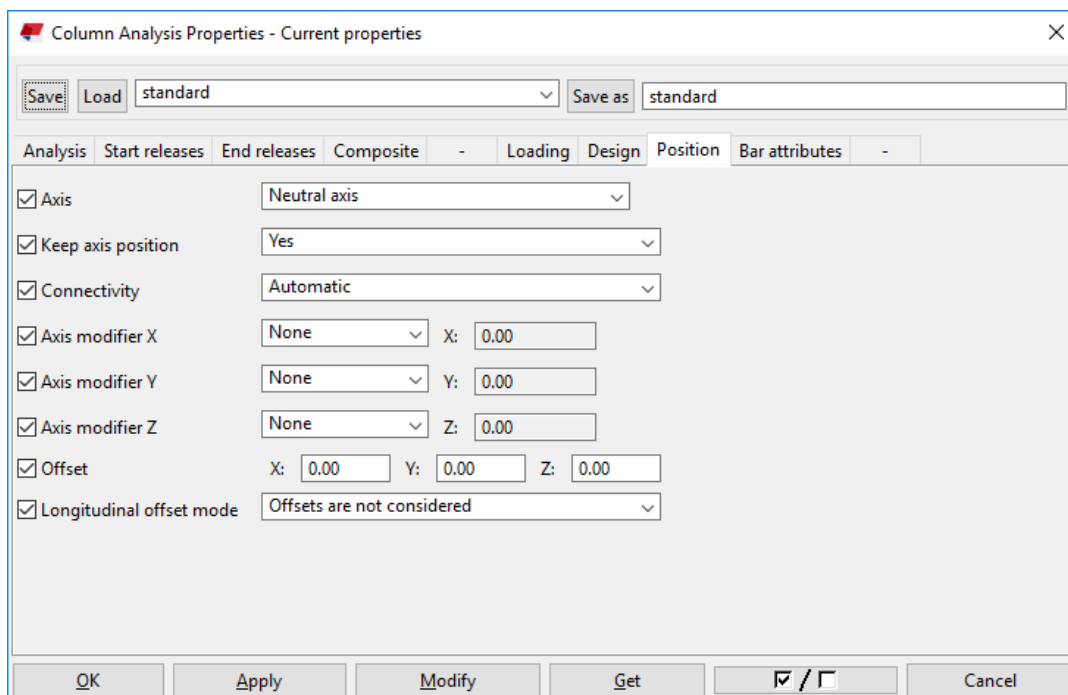 Column Analysis Properties - Current properties
Save Load standard Save as standard
Analysis Start releases End releases Composite - Loading Design Position Bar attributes -
Axis Neutral axis
Keep axis position Yes
Connectivity Automatic
Axis modifier X None X: 0.00
Axis modifier Y None Y: 0.00
Axis modifier Z None Z: 0.00
Offset X: 0.00 Y: 0.00 Z: 0.00
Longitudinal offset mode Offsets are not considered
OK Apply Modify Get / Cancel